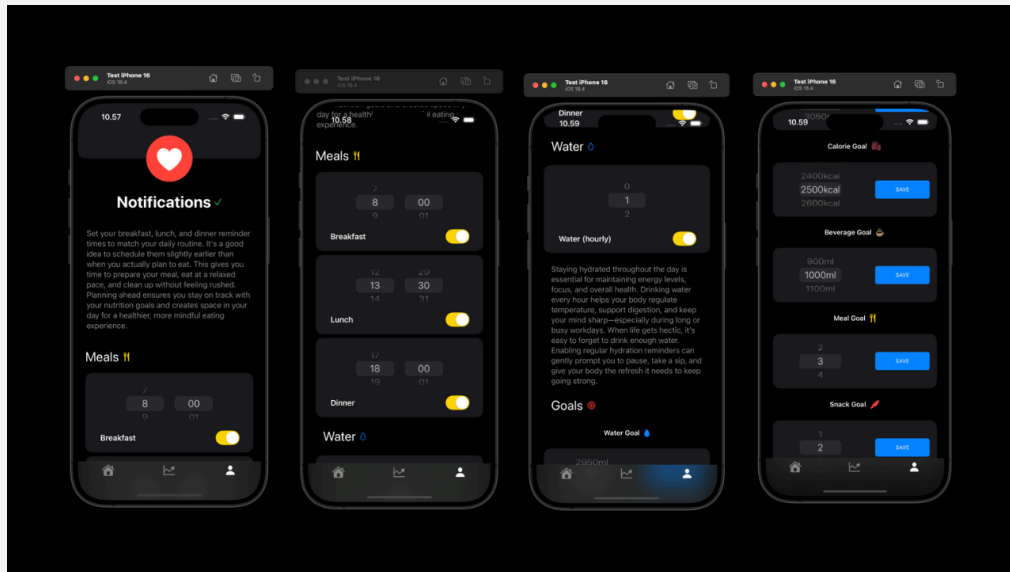 Test iPhone 16
iOS 18.4
10.57
Notifications
Set your breakfast, lunch, and dinner reminder
times to match your daily routine. It's a good
idea to schedule them slightly earlier than
when you actually plan to eat. This gives you
time to prepare your meal, eat at a relaxed
pace, and clean up without feeling rushed.
Planning ahead ensures you stay on track with
your nutrition goals and creates space in your
day for a healthier, more mindful eating
experience.
Meals
7
8 00
9 01
Breakfast
Test iPhone 16
iOS 18.4
10.58
day for a health
eating
experience.
Meals
7
8 00
9 01
Breakfast
12 29
13 30
14 31
Lunch
17
18 00
19 01
Dinner
Water
Test iPhone 16
iOS 18.4
Dinner
10.59
Water
0
1
2
Water (hourly)
Staying hydrated throughout the day is
essential for maintaining energy levels,
focus, and overall health. Drinking water
every hour helps your body regulate
temperature, support digestion, and keep
your mind sharp—especially during long or
busy workdays. When life gets hectic, it's
easy to forget to drink enough water.
Enabling regular hydration reminders can
gently prompt you to pause, take a sip, and
give your body the refresh it needs to keep
going strong.
Goals
Water Goal
2950ml
Test iPhone 16
iOS 18.4
10.59
Calorie Goal
2400kcal
2500kcal SAVE
2600kcal
Beverage Goal
900ml
1000ml SAVE
1100ml
Meal Goal
2
3 SAVE
4
Snack Goal
1
2 SAVE